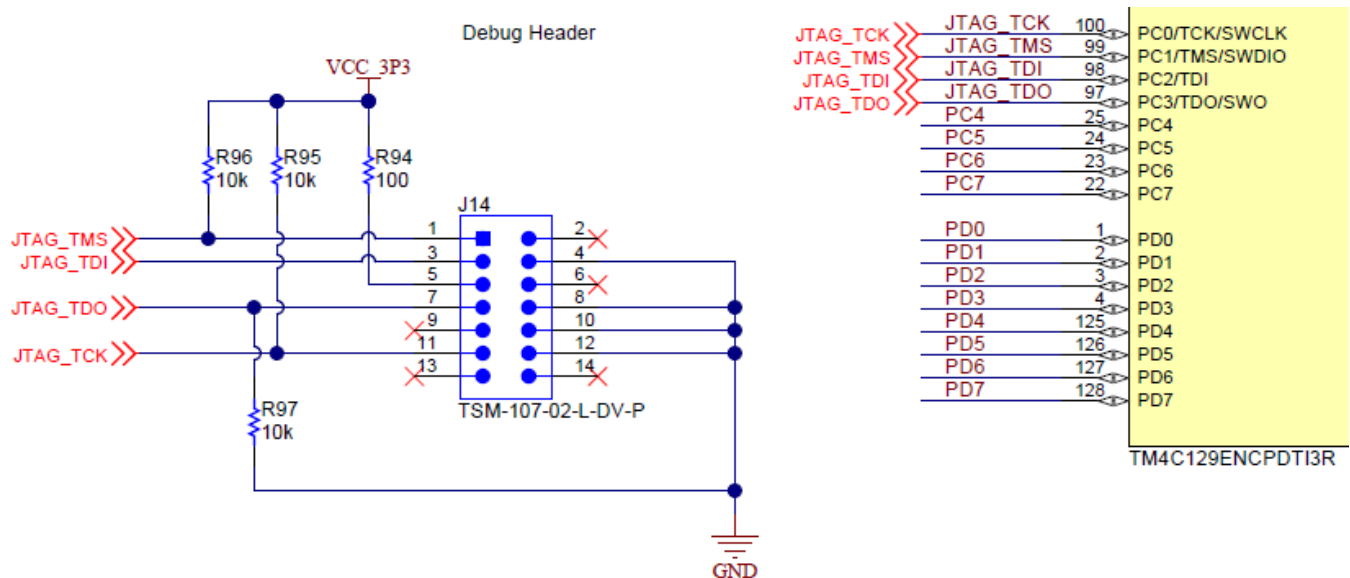 Debug Header
VCC_3P3
R96
10k
R95
10k
R94
100
J14
JTAG_TMS
1
2
JTAG_TDI
3
4
5
6
JTAG_TDO
7
8
9
10
JTAG_TCK
11
12
13
14
TSM-107-02-L-DV-P
R97
10k
GND
JTAG_TCK JTAG_TCK 100 PC0/TCK/SWCLK
JTAG_TMS JTAG_TMS 99 PC1/TMS/SWDIO
JTAG_TDI JTAG_TDI 98 PC2/TDI
JTAG_TDO JTAG_TDO 97 PC3/TDO/SWO
PC4 25 PC4
PC5 24 PC5
PC6 23 PC6
PC7 22 PC7
PD0 1 PD0
PD1 2 PD1
PD2 3 PD2
PD3 4 PD3
PD4 125 PD4
PD5 126 PD5
PD6 127 PD6
PD7 128 PD7
TM4C129ENCPDTI3R